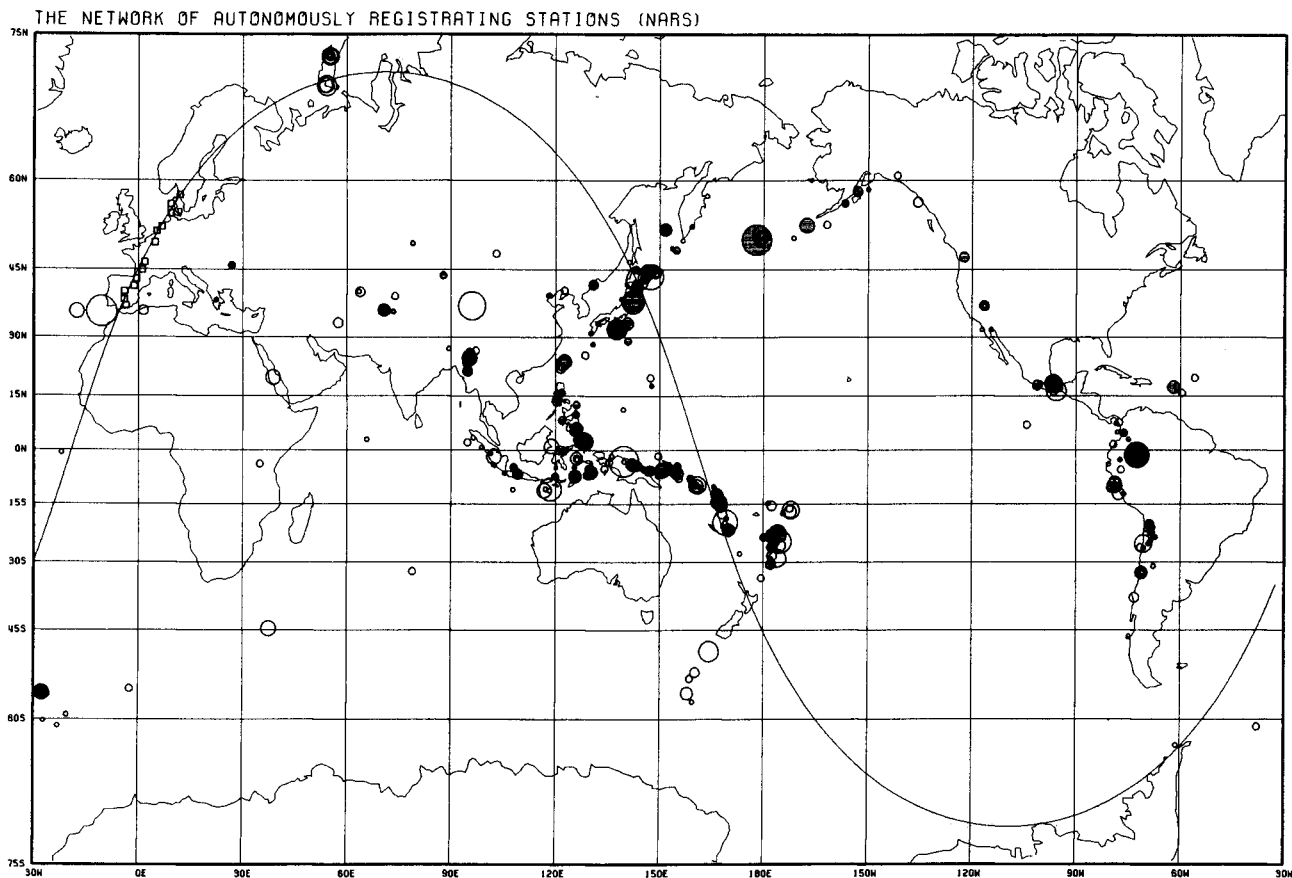 THE NETWORK OF AUTONOMOUSLY REGISTRATING STATIONS (NARS)
75N
60N
45N
30N
15N
0N
15S
30S
45S
60S
75S
30W 0E 30E 60E 90E 120E 150E 180E 150W 120W 90W 60W 30W